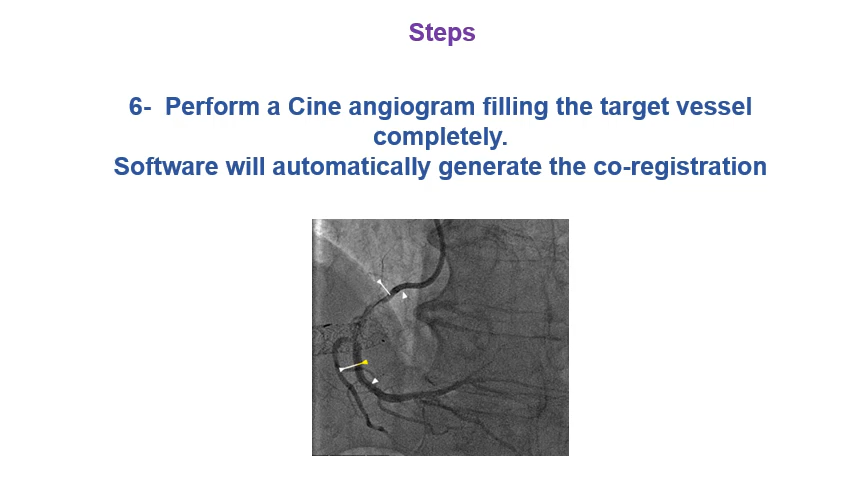 Steps
6-  Perform a Cine angiogram filling the target vessel
completely.
Software will automatically generate the co-registration